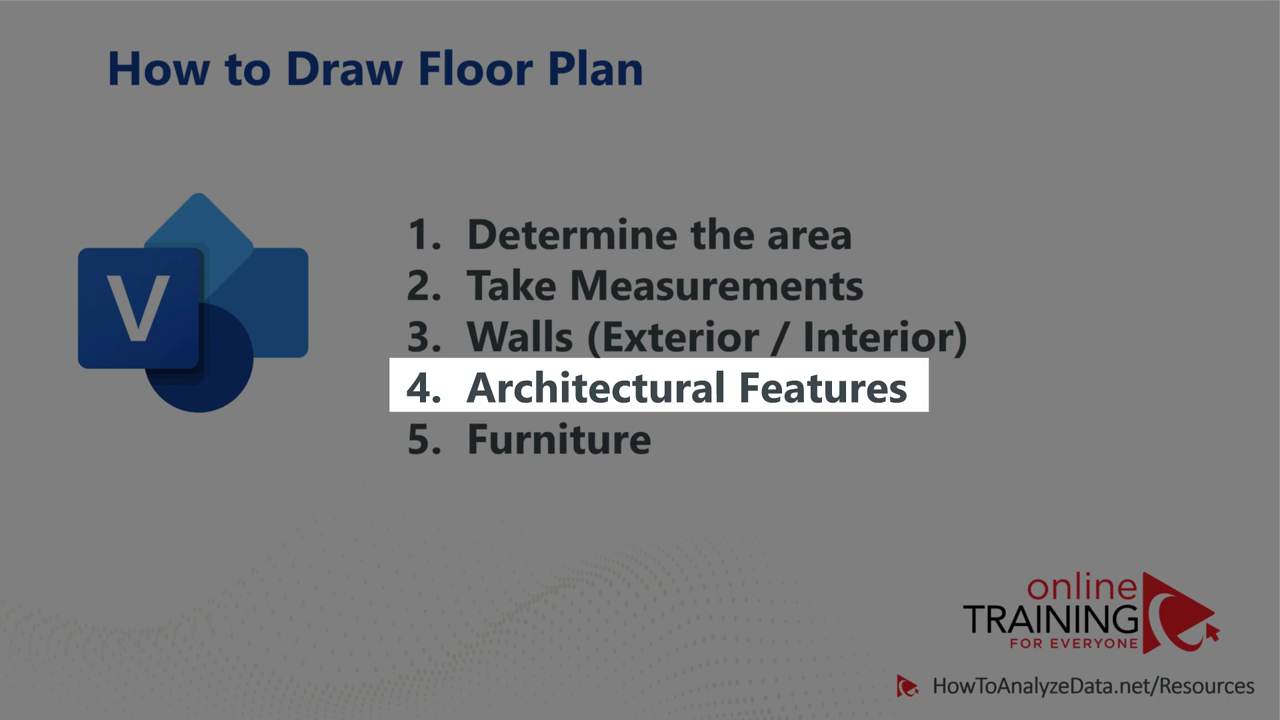 How to Draw Floor Plan
V
1. Determine the area
2. Take Measurements
3. Walls (Exterior / Interior)
4. Architectural Features
5. Furniture
online
TRAINING
FOR EVERYONE
HowToAnalyzeData.net/Resources